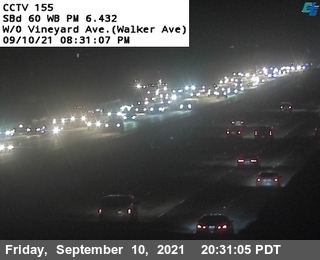 CCTV 155
SBd 60 WB PM 6.432
W/O Vineyard Ave.(Walker Ave)
09/10/21 08:31:07 PM
Friday, September 10, 2021 20:31:05 PDT